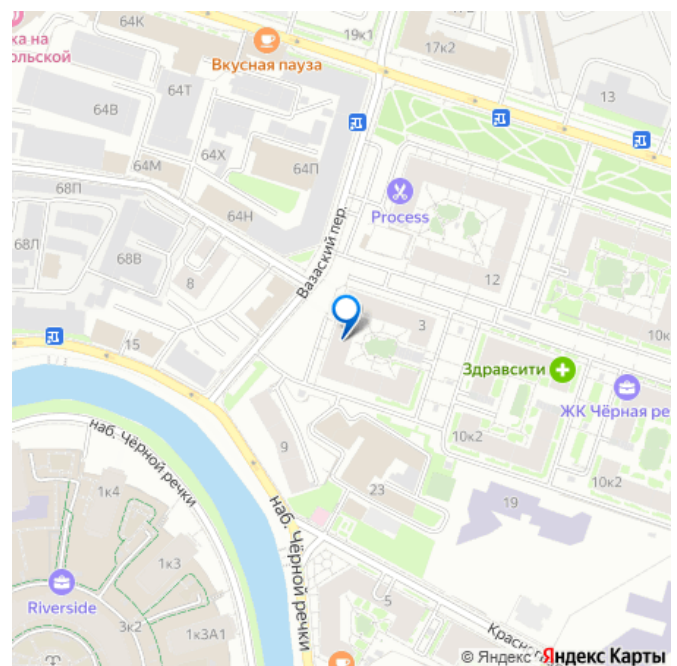 64К
19к1
17к2
ка на
ольской
Вкусная пауза
64Т
64В
13
64Х
64М
64П
68П
Process
64Н
Вазаский пер.
68Л
68В
8
12
3
10к
15
Здравсити
ЖК Чёрная ре
наб. Чёрной речки
9
10к2
10к2
1к4
23
19
наб. Чёрной речки
1к3
Riverside
5
3к2
1к3А1
© Яндекс Яндекс Карты